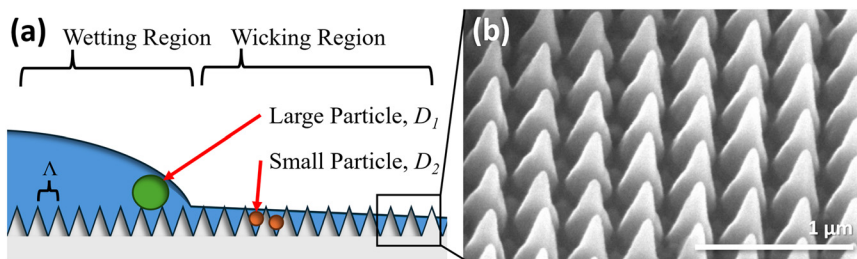 (a)
Wetting Region
Wicking Region
Large Particle, D₁
Small Particle, D₂
Λ
(b)
1 μm